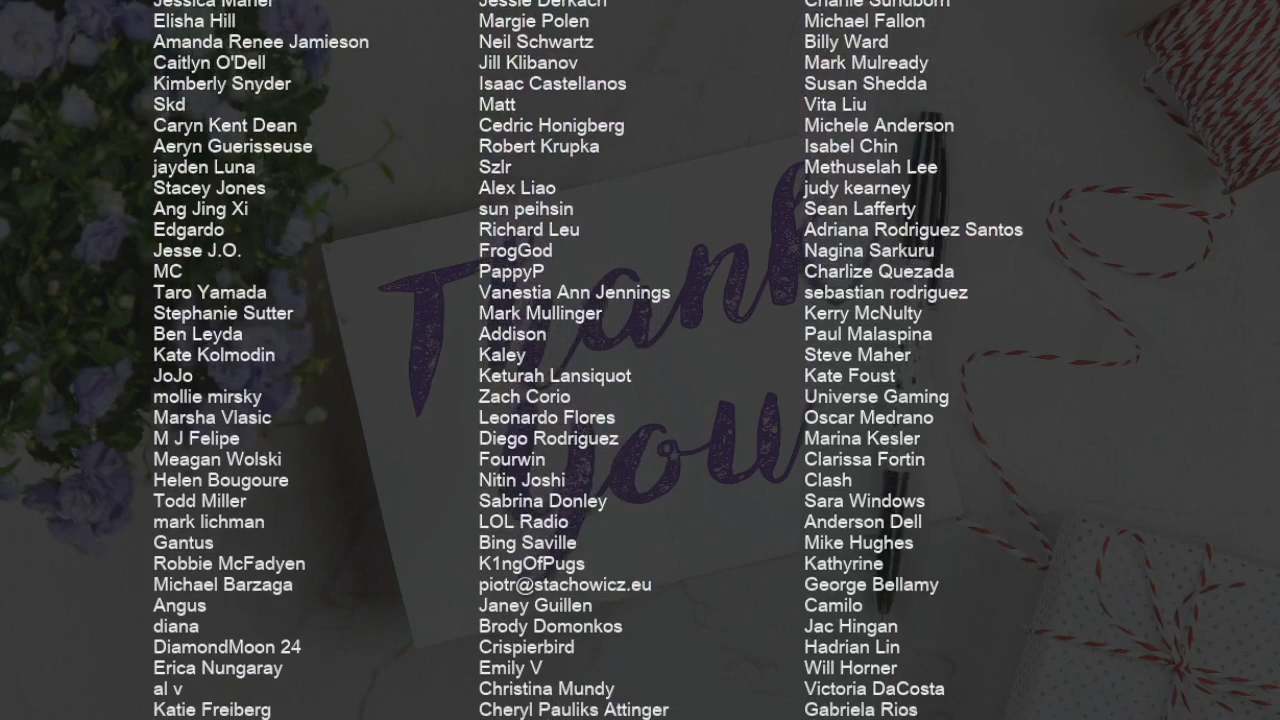 Jessica Maher
Elisha Hill
Amanda Renee Jamieson
Caitlyn O'Dell
Kimberly Snyder
Skd
Caryn Kent Dean
Aeryn Guerisseuse
jayden Luna
Stacey Jones
Ang Jing Xi
Edgardo
Jesse J.O.
MC
Taro Yamada
Stephanie Sutter
Ben Leyda
Kate Kolmodin
JoJo
mollie mirsky
Marsha Vlasic
M J Felipe
Meagan Wolski
Helen Bougoure
Todd Miller
mark lichman
Gantus
Robbie McFadyen
Michael Barzaga
Angus
diana
DiamondMoon 24
Erica Nungaray
al v
Katie Freiberg
Jessie Derkach
Margie Polen
Neil Schwartz
Jill Klibanov
Isaac Castellanos
Matt
Cedric Honigberg
Robert Krupka
Szlr
Alex Liao
sun peihsin
Richard Leu
FrogGod
PappyP
Vanestia Ann Jennings
Mark Mullinger
Addison
Kaley
Keturah Lansiquot
Zach Corio
Leonardo Flores
Diego Rodriguez
Fourwin
Nitin Joshi
Sabrina Donley
LOL Radio
Bing Saville
K1ngOfPugs
piotr@stachowicz.eu
Janey Guillen
Brody Domonkos
Crispierbird
Emily V
Christina Mundy
Cheryl Pauliks Attinger
Charlie Sundborn
Michael Fallon
Billy Ward
Mark Mulready
Susan Shedda
Vita Liu
Michele Anderson
Isabel Chin
Methuselah Lee
judy kearney
Sean Lafferty
Adriana Rodriguez Santos
Nagina Sarkuru
Charlize Quezada
sebastian rodriguez
Kerry McNulty
Paul Malaspina
Steve Maher
Kate Foust
Universe Gaming
Oscar Medrano
Marina Kesler
Clarissa Fortin
Clash
Sara Windows
Anderson Dell
Mike Hughes
Kathyrine
George Bellamy
Camilo
Jac Hingan
Hadrian Lin
Will Horner
Victoria DaCosta
Gabriela Rios
Thank
you